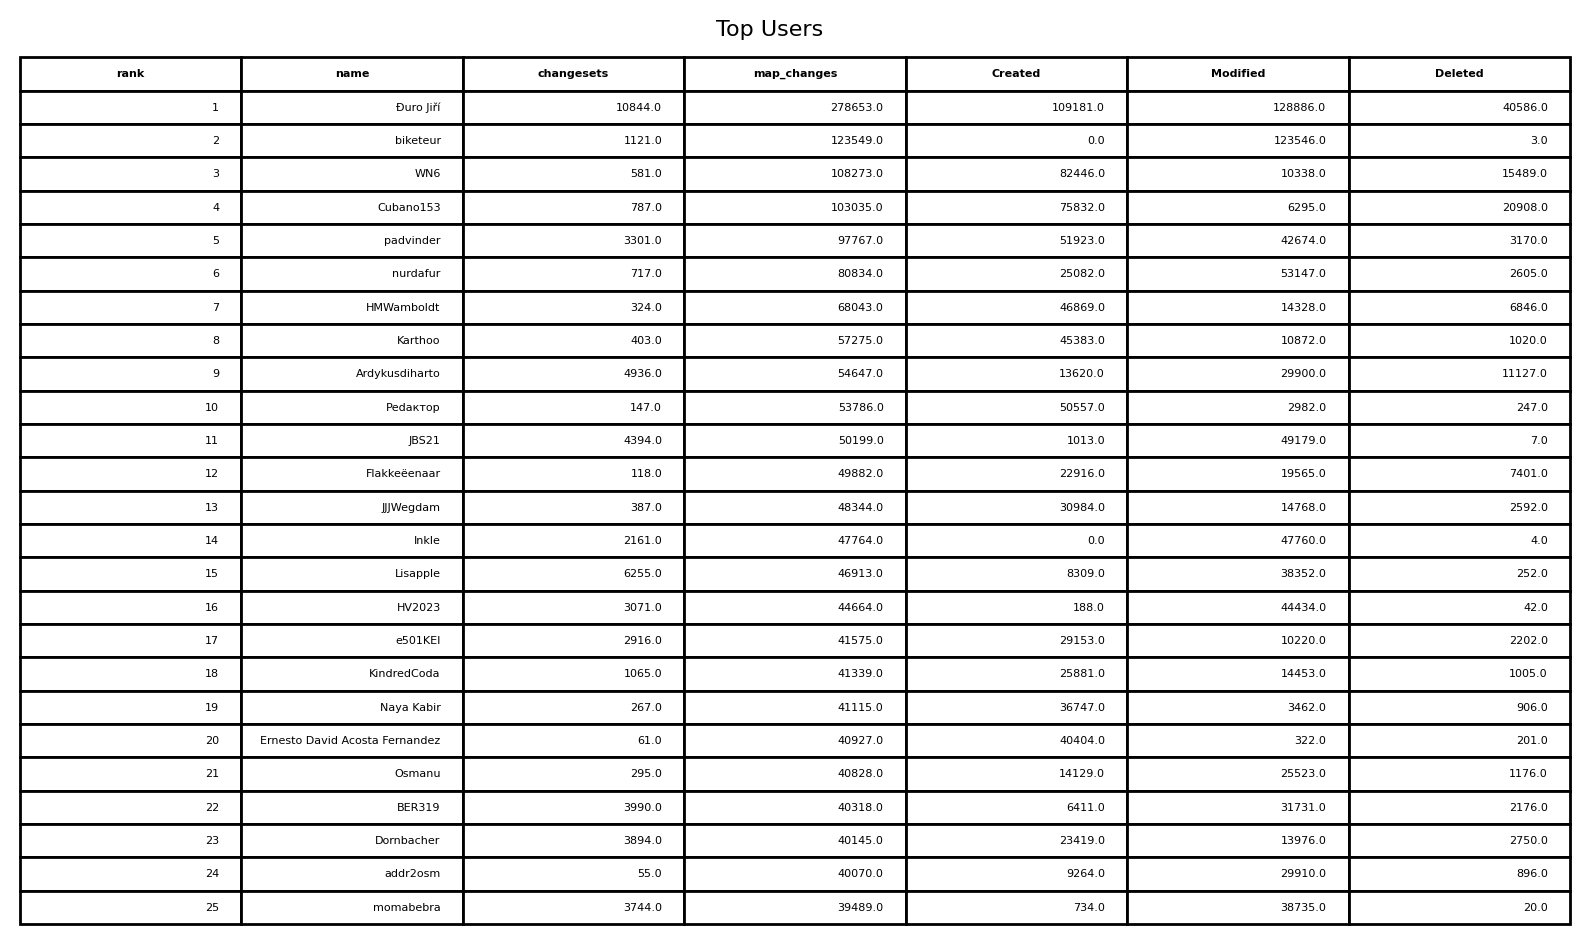 Top Users
rank name changesets map_changes Created Modified Deleted
1 Đuro Jiří 10844.0 278653.0 109181.0 128886.0 40586.0
2 biketeur 1121.0 123549.0 0.0 123546.0 3.0
3 WN6 581.0 108273.0 82446.0 10338.0 15489.0
4 Cubano153 787.0 103035.0 75832.0 6295.0 20908.0
5 padvinder 3301.0 97767.0 51923.0 42674.0 3170.0
6 nurdafur 717.0 80834.0 25082.0 53147.0 2605.0
7 HMWamboldt 324.0 68043.0 46869.0 14328.0 6846.0
8 Karthoo 403.0 57275.0 45383.0 10872.0 1020.0
9 Ardykusdiharto 4936.0 54647.0 13620.0 29900.0 11127.0
10 Peдaктop 147.0 53786.0 50557.0 2982.0 247.0
11 JBS21 4394.0 50199.0 1013.0 49179.0 7.0
12 Flakkeëenaar 118.0 49882.0 22916.0 19565.0 7401.0
13 JJJWegdam 387.0 48344.0 30984.0 14768.0 2592.0
14 Inkle 2161.0 47764.0 0.0 47760.0 4.0
15 Lisapple 6255.0 46913.0 8309.0 38352.0 252.0
16 HV2023 3071.0 44664.0 188.0 44434.0 42.0
17 e501KEI 2916.0 41575.0 29153.0 10220.0 2202.0
18 KindredCoda 1065.0 41339.0 25881.0 14453.0 1005.0
19 Naya Kabir 267.0 41115.0 36747.0 3462.0 906.0
20 Ernesto David Acosta Fernandez 61.0 40927.0 40404.0 322.0 201.0
21 Osmanu 295.0 40828.0 14129.0 25523.0 1176.0
22 BER319 3990.0 40318.0 6411.0 31731.0 2176.0
23 Dornbacher 3894.0 40145.0 23419.0 13976.0 2750.0
24 addr2osm 55.0 40070.0 9264.0 29910.0 896.0
25 momabebra 3744.0 39489.0 734.0 38735.0 20.0